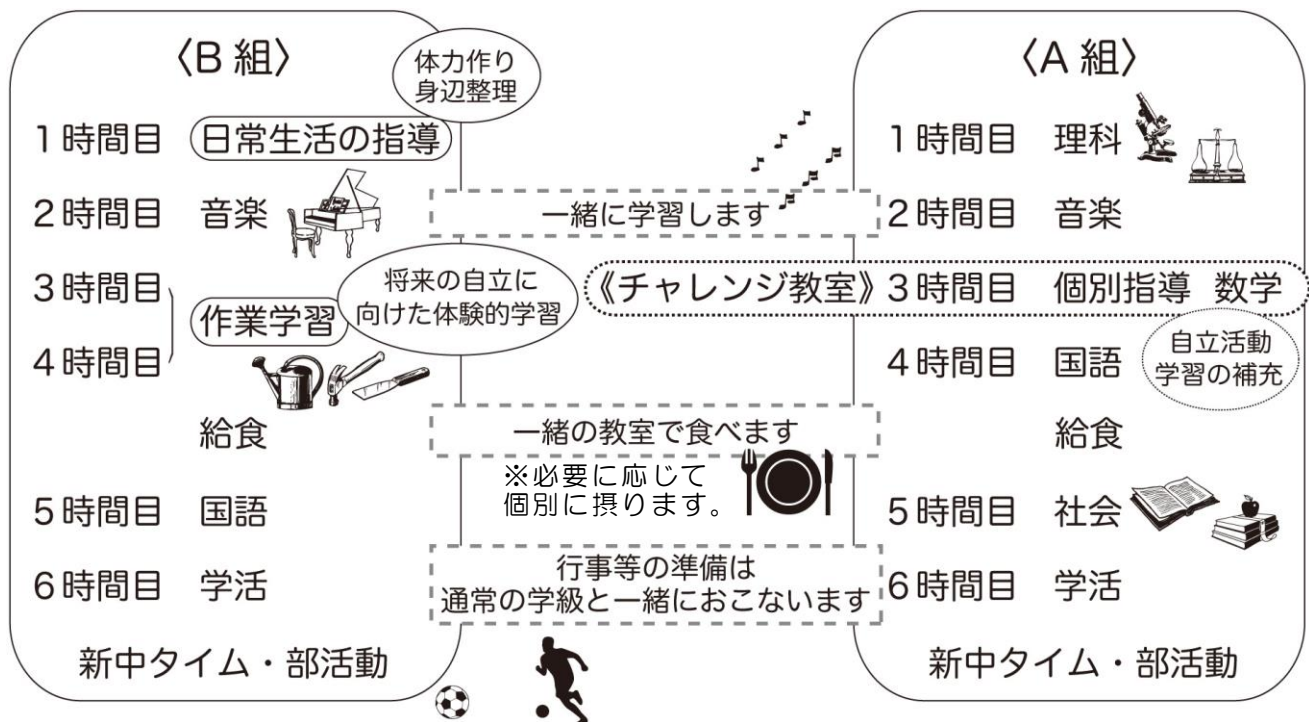 〈B 組〉
体力作り
身辺整理
1時間目 日常生活の指導
2時間目 音楽
3時間目
4時間目
作業学習
将来の自立に
向けた体験的学習
給食
5時間目 国語
6時間目 学活
新中タイム・部活動
一緒に学習します
一緒の教室で食べます
※必要に応じて
個別に摂ります。
行事等の準備は
通常の学級と一緒におこないます
〈A 組〉
1時間目 理科
2時間目 音楽
《チャレンジ教室》3時間目 個別指導 数学
4時間目 国語
自立活動
学習の補充
給食
5時間目 社会
6時間目 学活
新中タイム・部活動